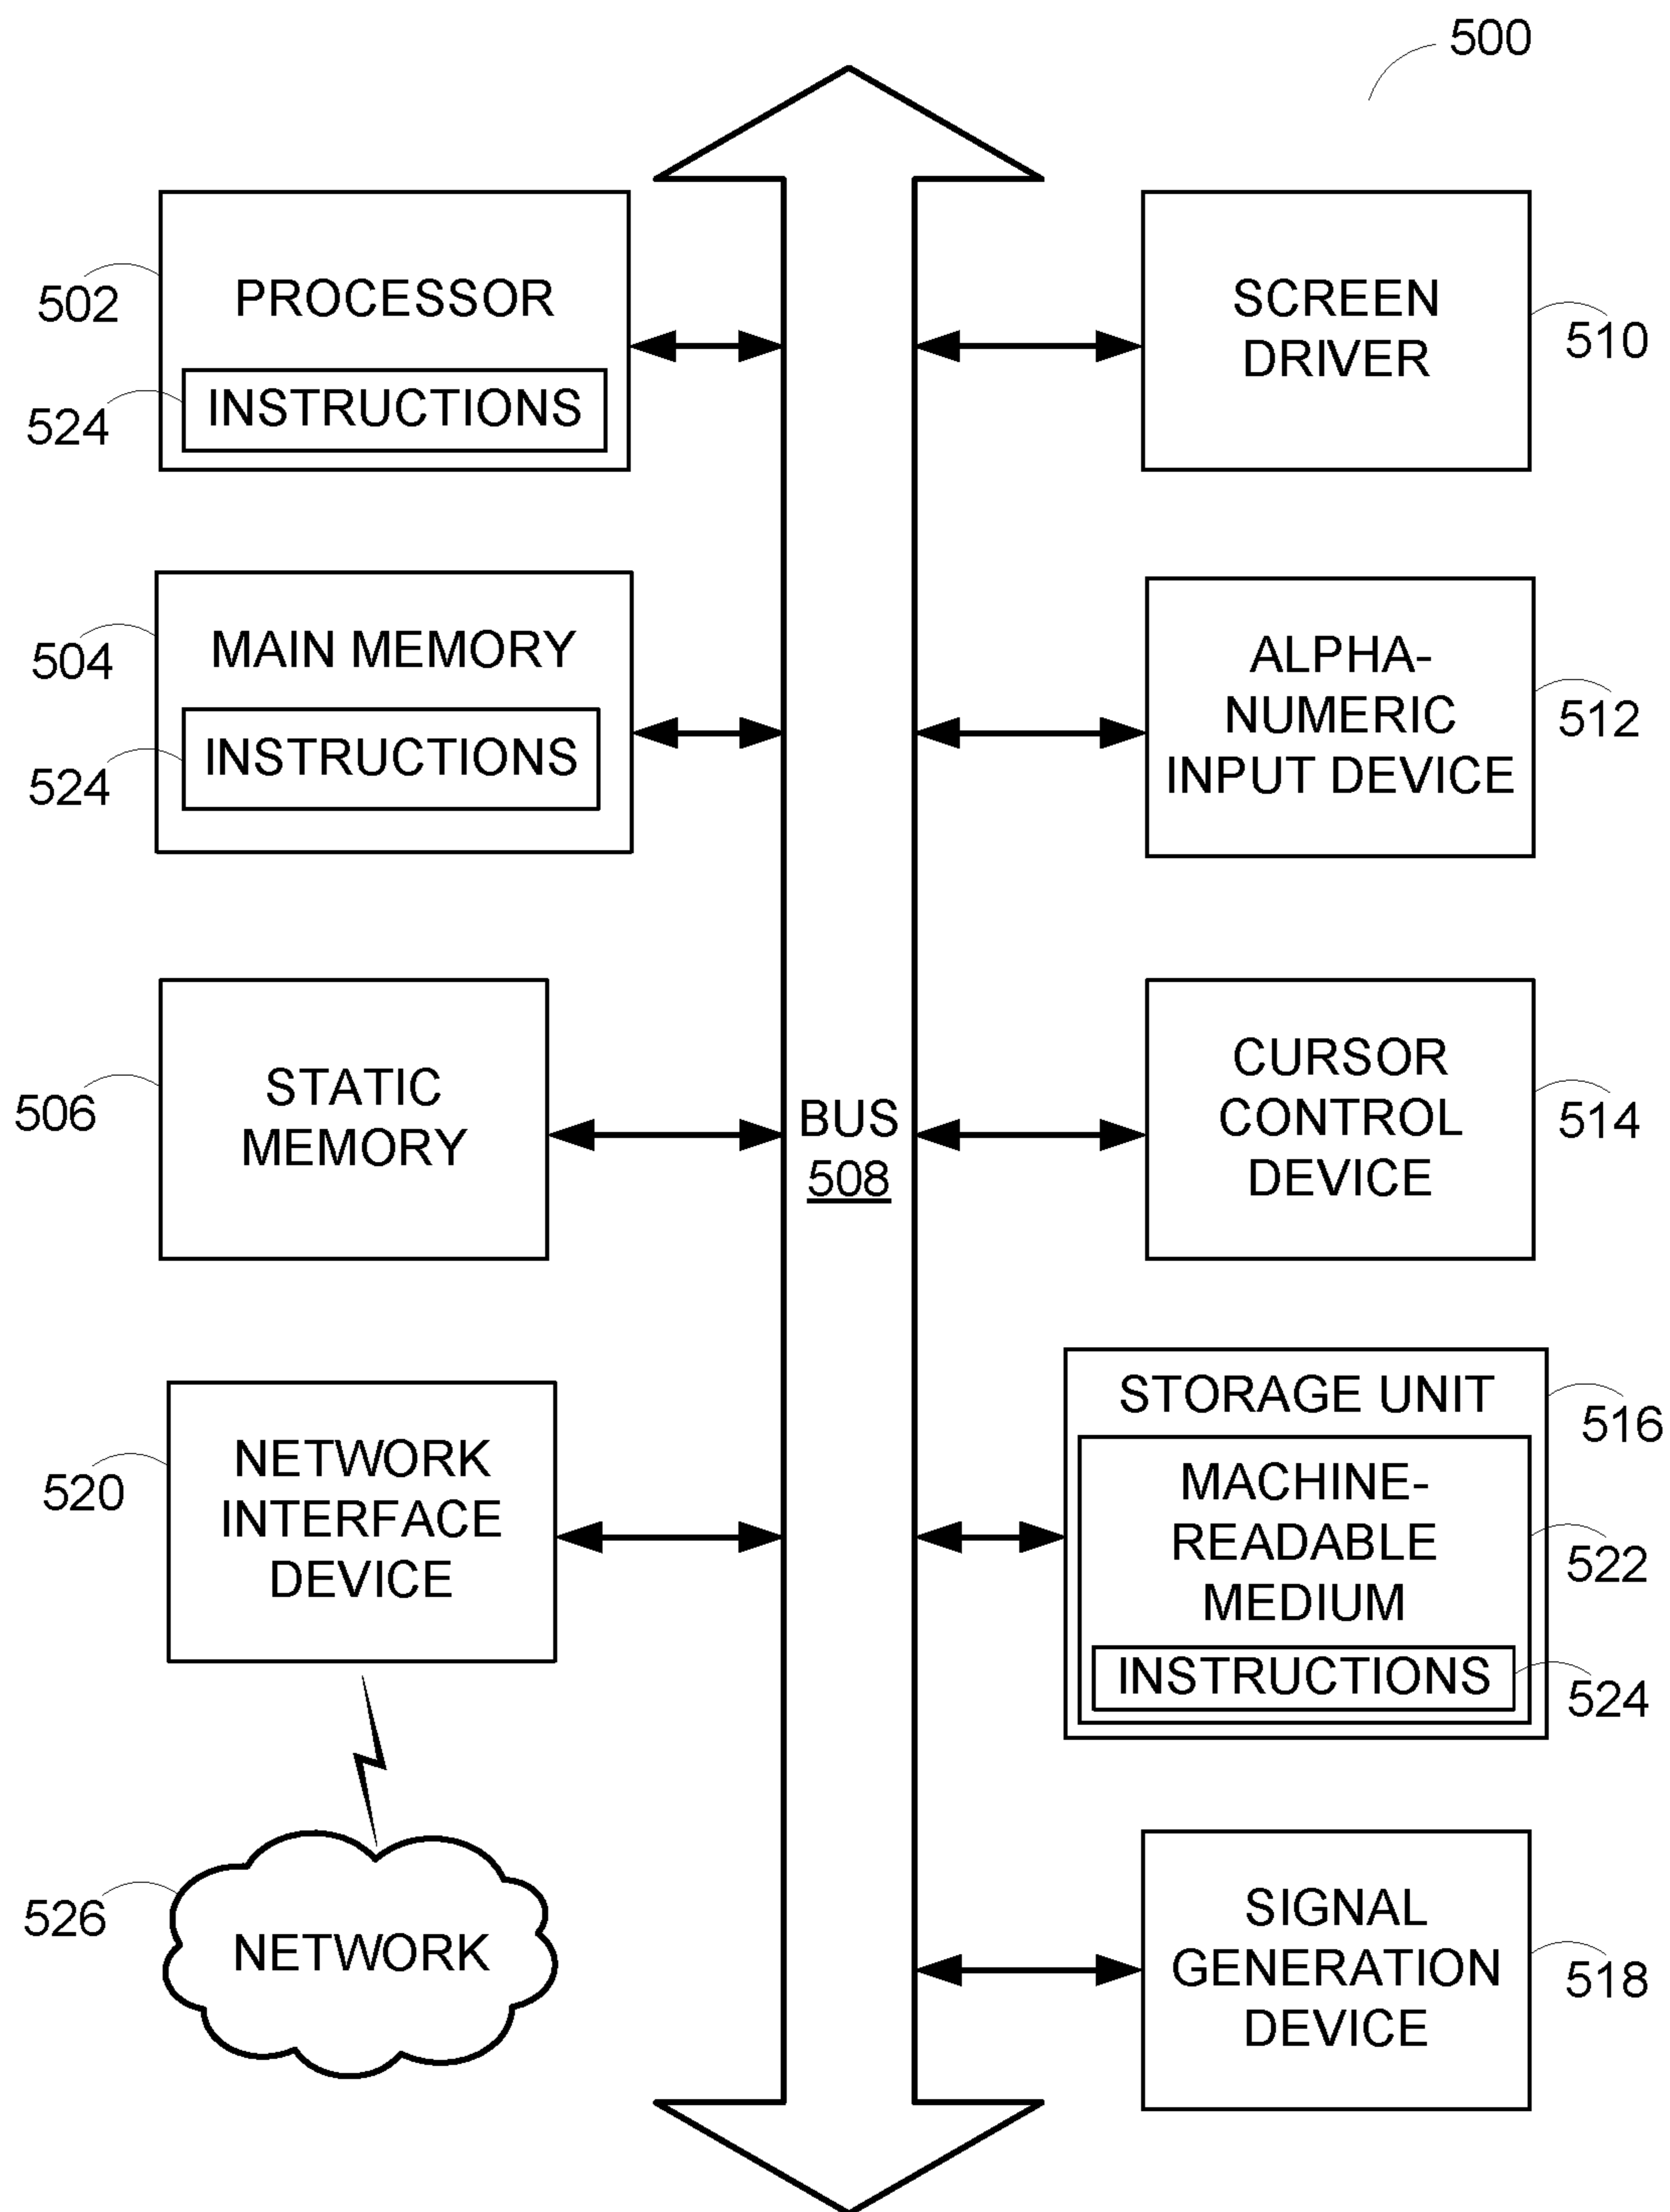 500
PROCESSOR
502
INSTRUCTIONS
524
MAIN MEMORY
504
INSTRUCTIONS
524
STATIC
MEMORY
506
NETWORK
INTERFACE
DEVICE
520
NETWORK
526
BUS
508
SCREEN
DRIVER
510
ALPHA-
NUMERIC
INPUT DEVICE
512
CURSOR
CONTROL
DEVICE
514
STORAGE UNIT
516
MACHINE-
READABLE
MEDIUM
522
INSTRUCTIONS
524
SIGNAL
GENERATION
DEVICE
518